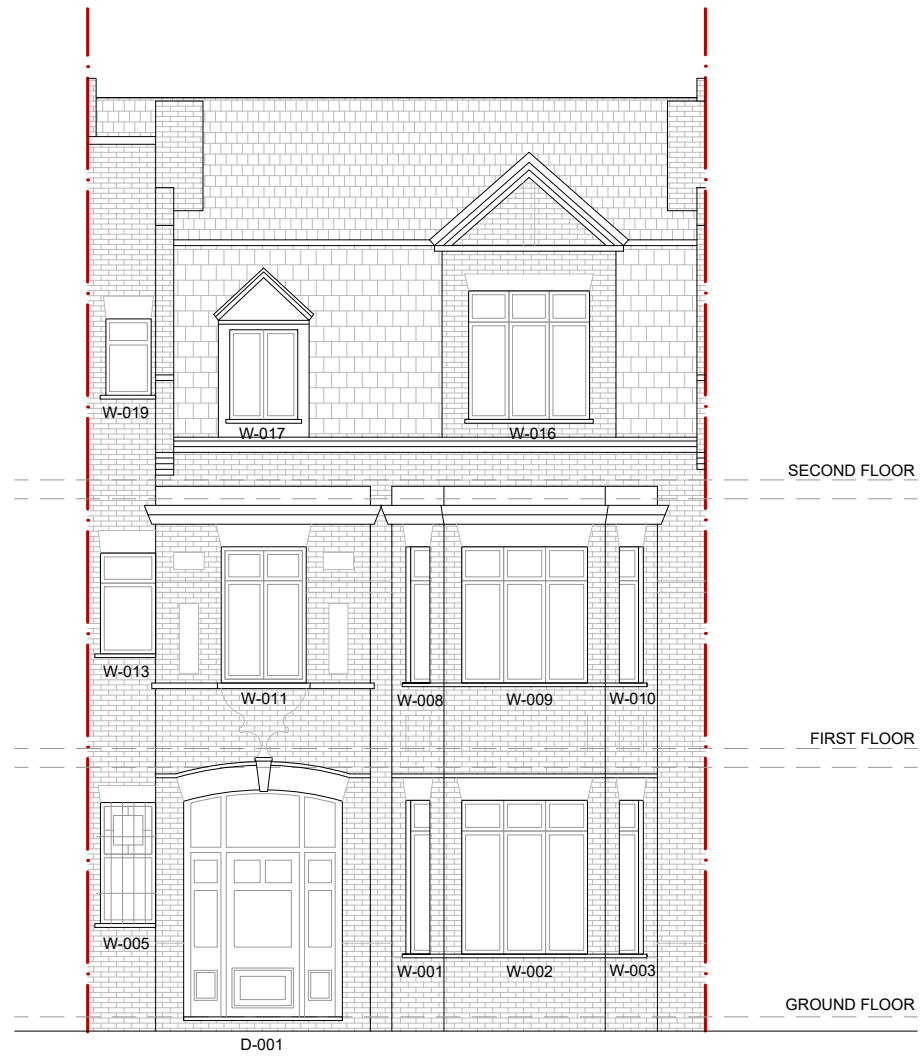 W-019
W-017
W-016
SECOND FLOOR
W-013
W-011
W-008
W-009
W-010
FIRST FLOOR
W-005
W-001
W-002
W-003
GROUND FLOOR
D-001